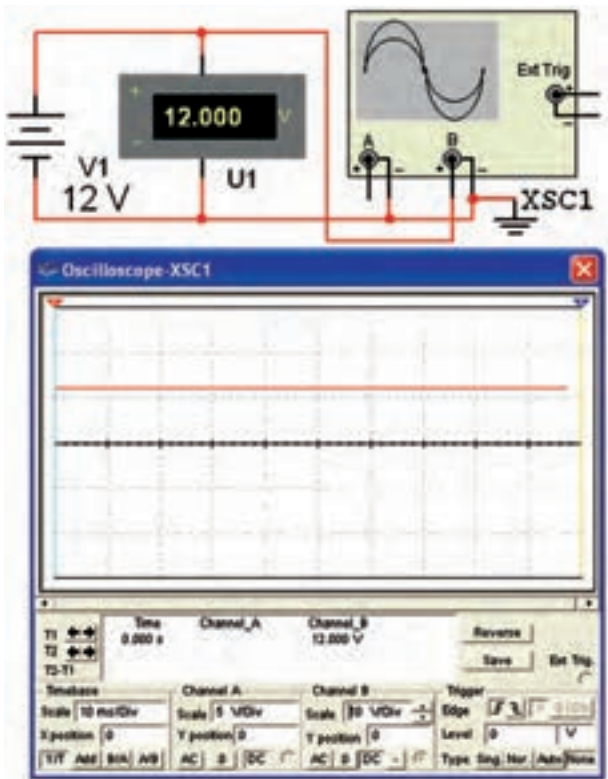 Ext Trig
+
-
+
12.000 V
-
A
B
+ - + -
V1
12 V
U1
XSC1
Oscilloscope-XSC1
Time Channel_A Channel_B
T1 0.000 s 12.000 V
T2
T2-T1
Reverse
Save
Ext Trig.
Timebase
Scale 10 ms/Div
X position 0
Y/T Add B/A A/B
Channel A
Scale 5 V/Div
Y position 0
AC 0 DC
Channel B
Scale 10 V/Div
Y position 0
AC 0 DC -
Trigger
Edge
Level 0 V
Type Sing. Nor. Auto None